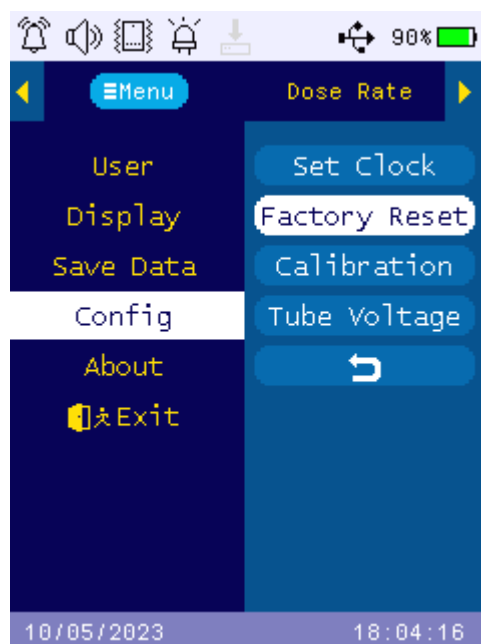 90%
Menu Dose Rate
User Set Clock
Display Factory Reset
Save Data Calibration
Config Tube Voltage
About
Exit
10/05/2023 18:04:16